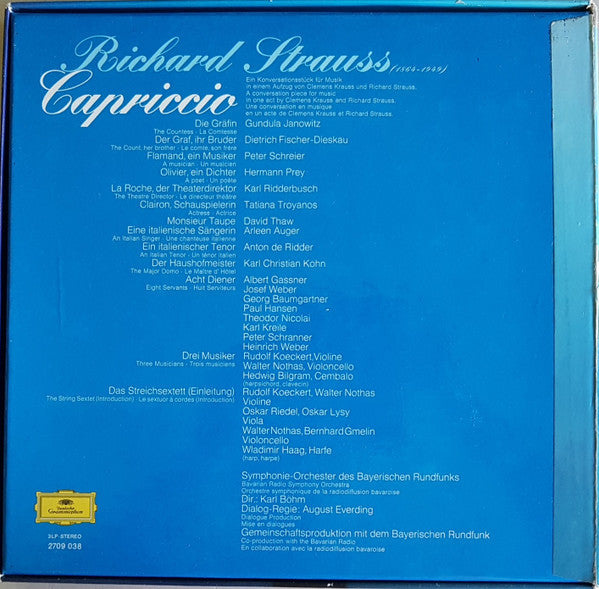 Richard Strauss (1864-1949)
Capriccio
Ein Konversationsstück für Musik
in einem Aufzug von Clemens Krauss und Richard Strauss.
A conversation piece for music
in one act by Clemens Krauss and Richard Strauss.
Une conversation en musique
en un acte de Clemens Krauss et Richard Strauss.
Die Gräfin Gundula Janowitz
The Countess · La Comtesse
Der Graf, ihr Bruder Dietrich Fischer-Dieskau
The Count, her brother · Le comte, son frère
Flamand, ein Musiker Peter Schreier
A musician · Un musicien
Olivier, ein Dichter Hermann Prey
A poet · Un poète
La Roche, der Theaterdirektor Karl Ridderbusch
The Theatre Director · Le directeur théâtre
Clairon, Schauspielerin Tatiana Troyanos
Actress · Actrice
Monsieur Taupe David Thaw
Eine italienische Sängerin Arleen Auger
An Italian Singer · Une chanteuse italienne
Ein italienischer Tenor Anton de Ridder
An Italian Tenor · Un ténor italien
Der Haushofmeister Karl Christian Kohn
The Major Domo · Le Maître d'Hôtel
Acht Diener Albert Gassner
Eight Servants · Huit Serviteurs
Josef Weber
Georg Baumgartner
Paul Hansen
Theodor Nicolai
Karl Kreile
Peter Schranner
Heinrich Weber
Drei Musiker Rudolf Koeckert, Violine
Three Musicians · Trois musiciens
Walter Nothas, Violoncello
Hedwig Bilgram, Cembalo
(harpsichord, clavecin)
Das Streichsextett (Einleitung) Rudolf Koeckert, Walter Nothas
The String Sextet (Introduction) · Le sextuor à cordes (Introduction)
Violine
Oskar Riedel, Oskar Lysy
Viola
Walter Nothas, Bernhard Gmelin
Violoncello
Wladimir Haag, Harfe
(harp, harpe)
Symphonie-Orchester des Bayerischen Rundfunks
Bavarian Radio Symphony Orchestra
Orchestre symphonique de la radiodiffusion bavaroise
Dir.: Karl Böhm
Dialog-Regie: August Everding
Dialogue Production
Mise en dialogues
Gemeinschaftsproduktion mit dem Bayerischen Rundfunk
Co-production with the Bavarian Radio
En collaboration avec la radiodiffusion bavaroise
Deutsche
Grammophon
3LP-STEREO
2709 038